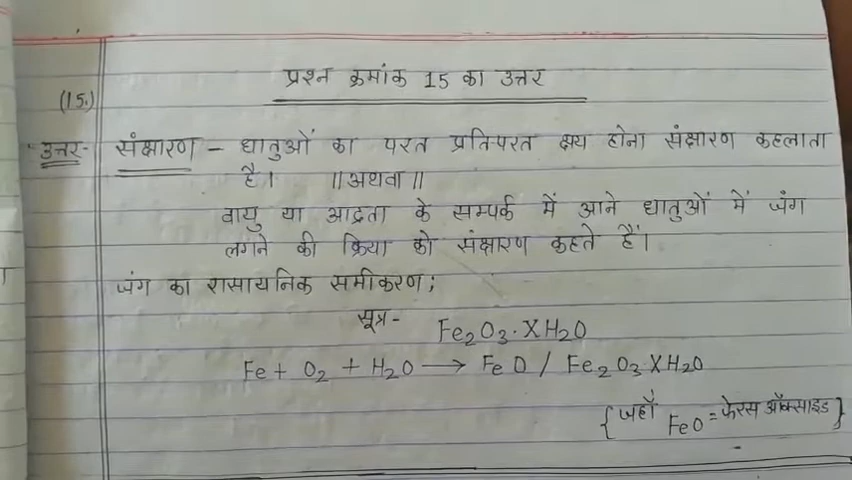 प्रश्न क्रमांक 15 का उत्तर
(15.)
उत्तर- संक्षारण - धातुओं का परत प्रतिपरत क्षय होना संक्षारण कहलाता
है। ॥अथवा॥
वायु या आद्रता के सम्पर्क में आने धातुओं में जंग
लगने की क्रिया को संक्षारण कहते हैं।
जंग का रासायनिक समीकरण;
सूत्र- Fe₂O₃·XH₂O
Fe + O₂ + H₂O → FeO / Fe₂O₃·XH₂O
{जहाँ FeO = फेरस ऑक्साइड}